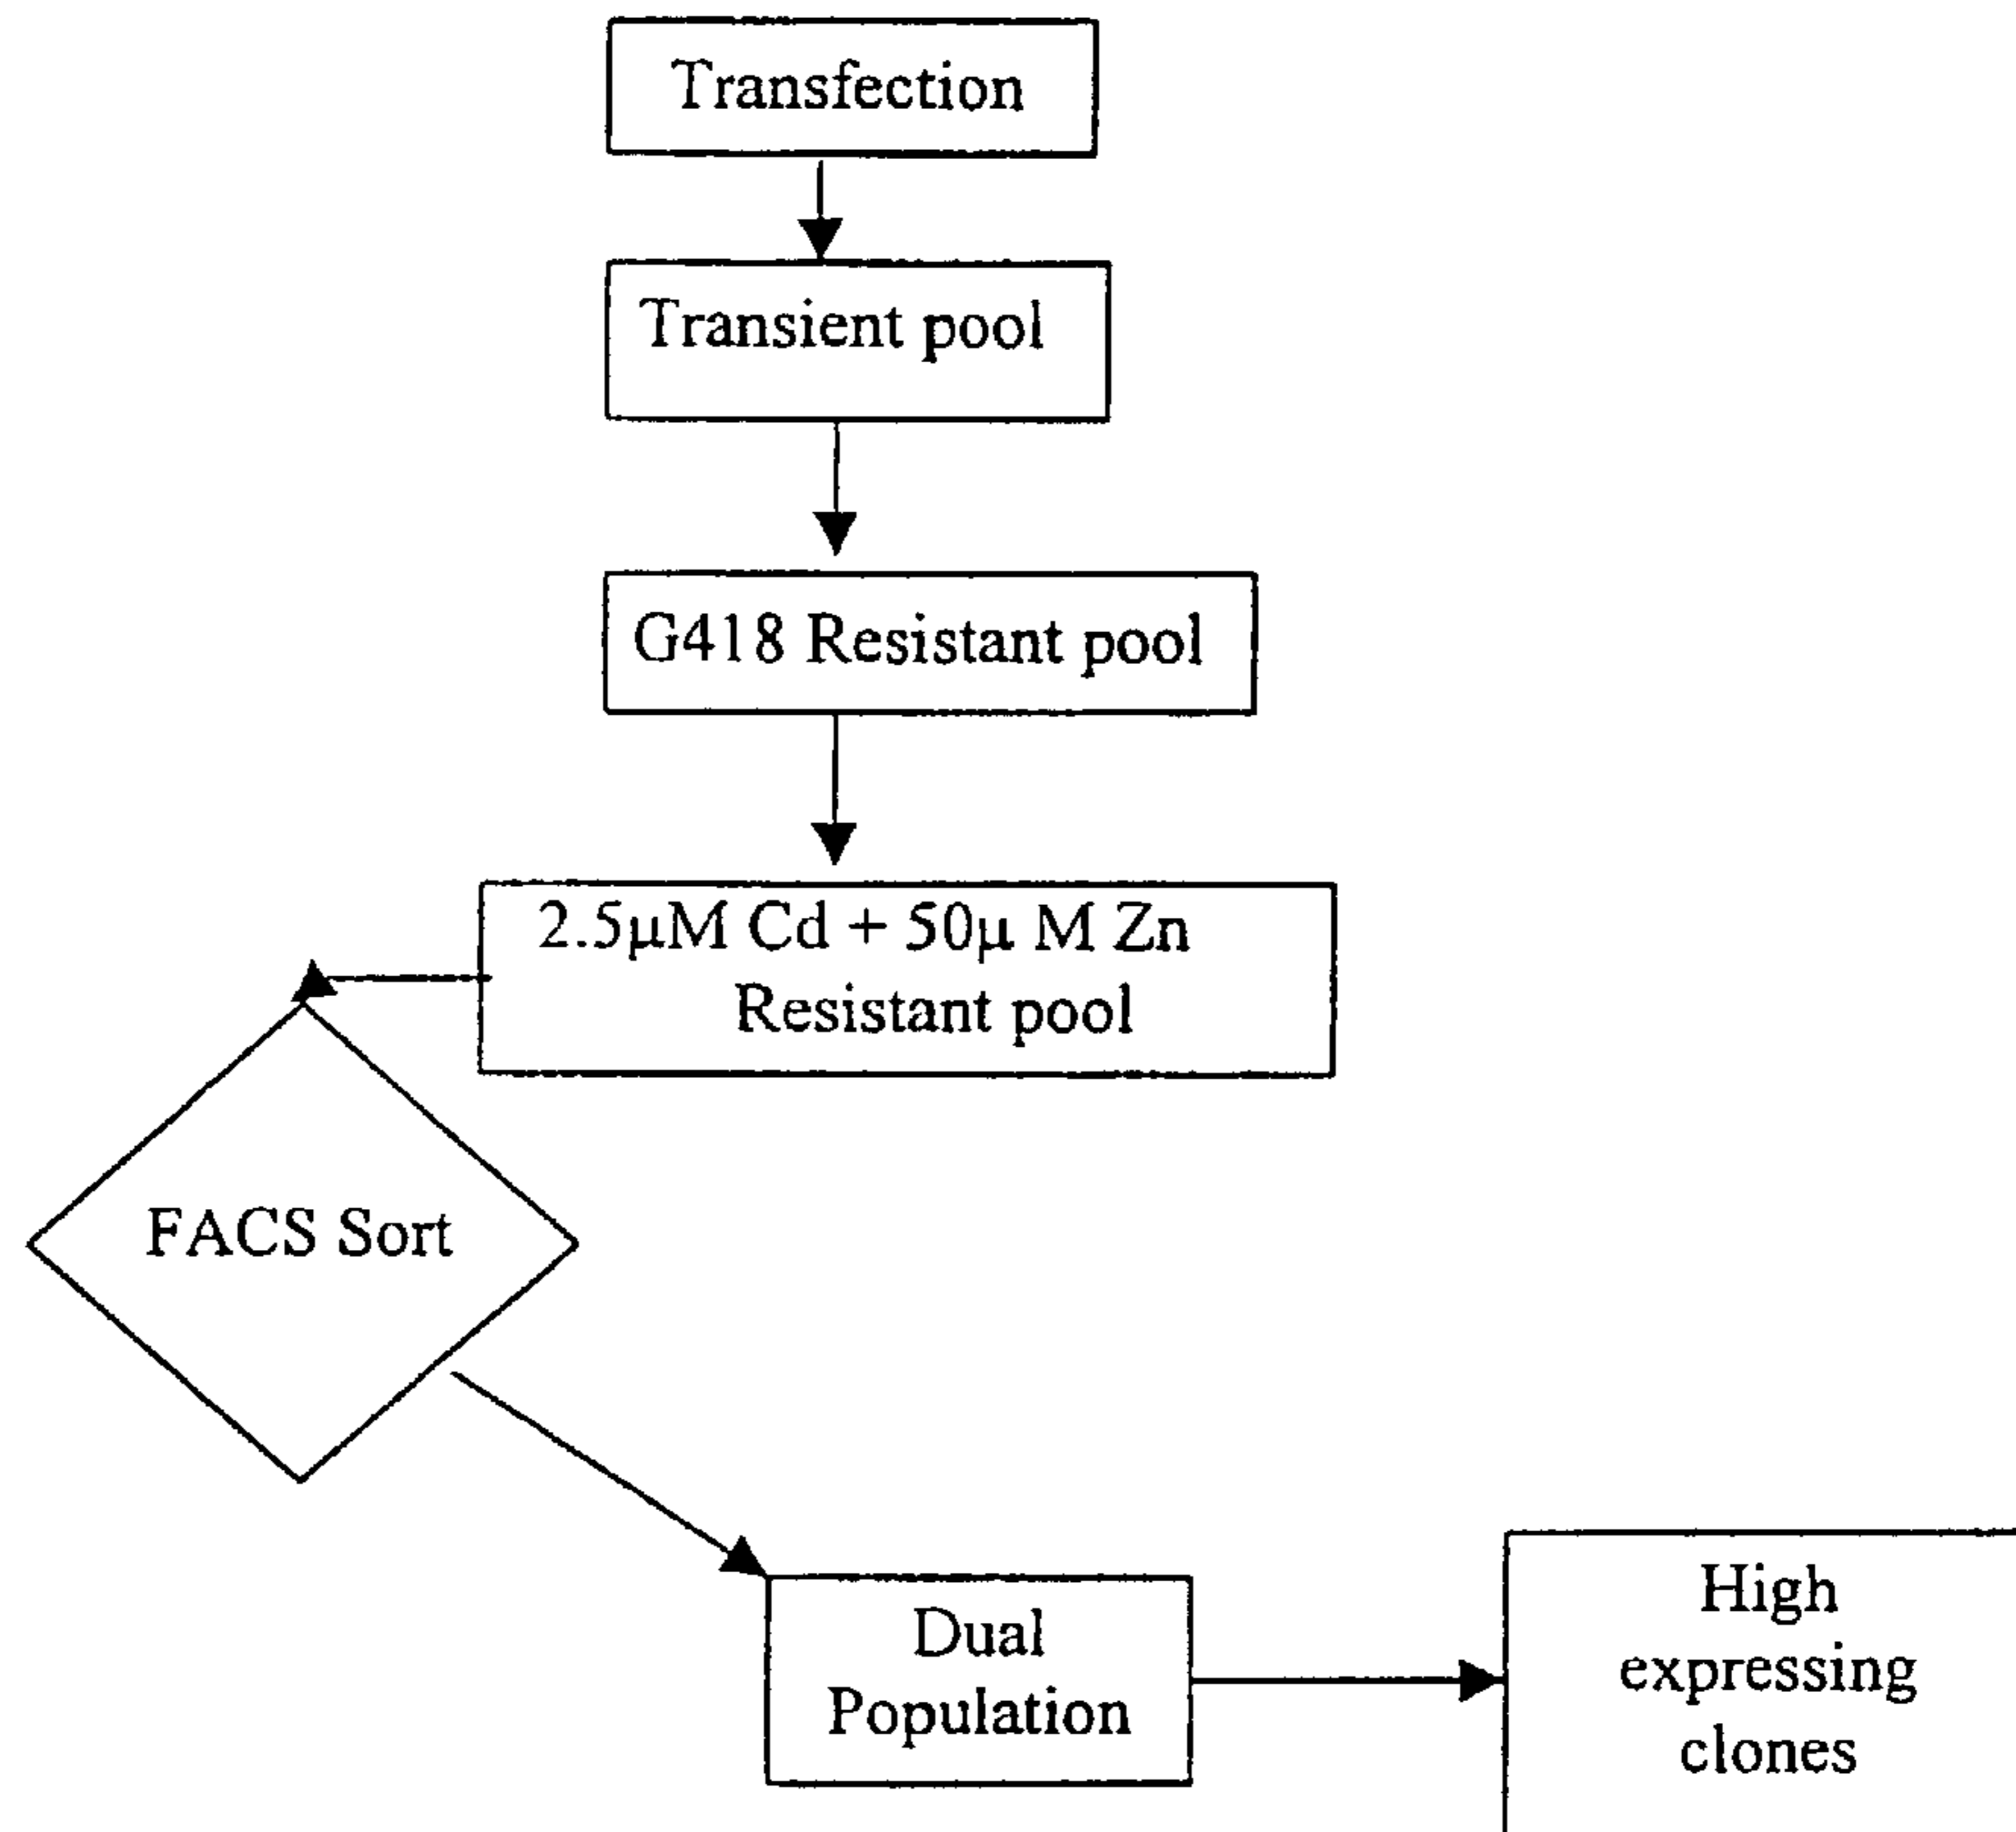 Transfection
Transient pool
G418 Resistant pool
2.5μM Cd + 50μ M Zn
Resistant pool
FACS Sort
Dual
Population
High
expressing
clones